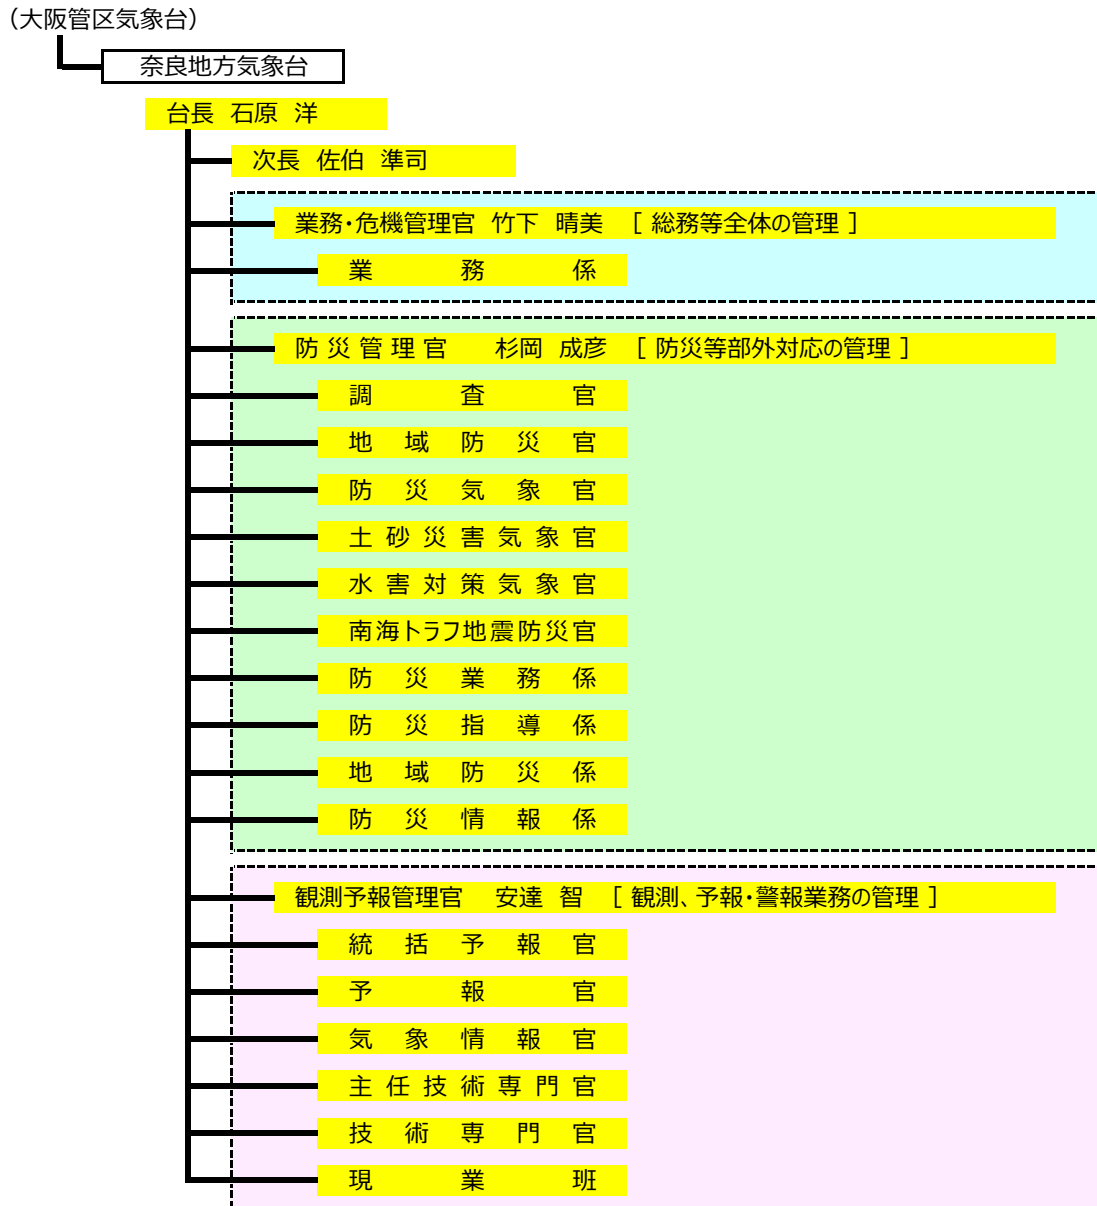 （大阪管区気象台）
奈良地方気象台
台長 石原 洋
次長 佐伯 準司
業務・危機管理官 竹下 晴美 ［ 総務等全体の管理 ］
業務係
防災管理官 杉岡 成彦 ［ 防災等部外対応の管理 ］
調査官
地域防災官
防災気象官
土砂災害気象官
水害対策気象官
南海トラフ地震防災官
防災業務係
防災指導係
地域防災係
防災情報係
観測予報管理官 安達 智 ［ 観測、予報・警報業務の管理 ］
統括予報官
予報官
気象情報官
主任技術専門官
技術専門官
現業班